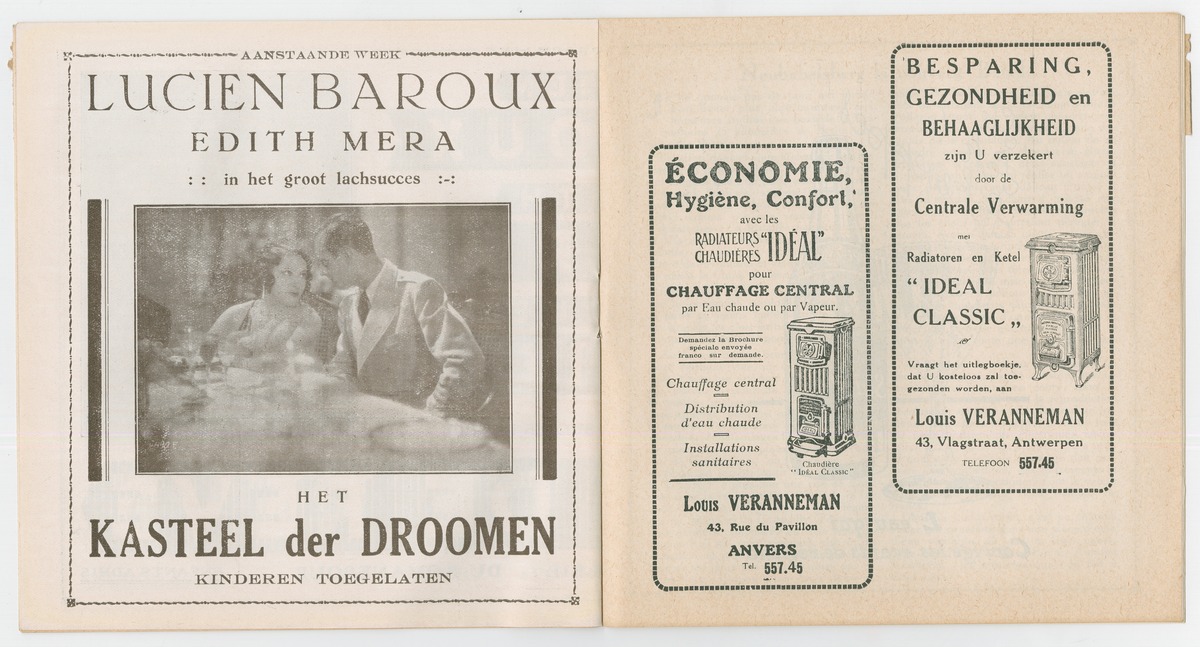 AANSTAANDE WEEK
LUCIEN BAROUX
EDITH MERA
: : in het groot lachsucces :-:
HET
KASTEEL der DROOMEN
KINDEREN TOEGELATEN
ÉCONOMIE,
Hygiène, Confort,
avec les
RADIATEURS
CHAUDIÈRES "IDÉAL"
pour
CHAUFFAGE CENTRAL
par Eau chaude ou par Vapeur.
Demandez la Brochure
spéciale envoyée
franco sur demande.
Chauffage central
Distribution
d'eau chaude
Installations
sanitaires
Chaudière
"IDÉAL CLASSIC"
Louis VERANNEMAN
43, Rue du Pavillon
ANVERS
Tel. 557.45
BESPARING,
GEZONDHEID en
BEHAAGLIJKHEID
zijn U verzekert
door de
Centrale Verwarming
met
Radiatoren en Ketel
" IDEAL
CLASSIC „
Vraagt het uitlegboekje,
dat U kosteloos zal toe-
gezonden worden, aan
Louis VERANNEMAN
43, Vlagstraat, Antwerpen
TELEFOON 557.45